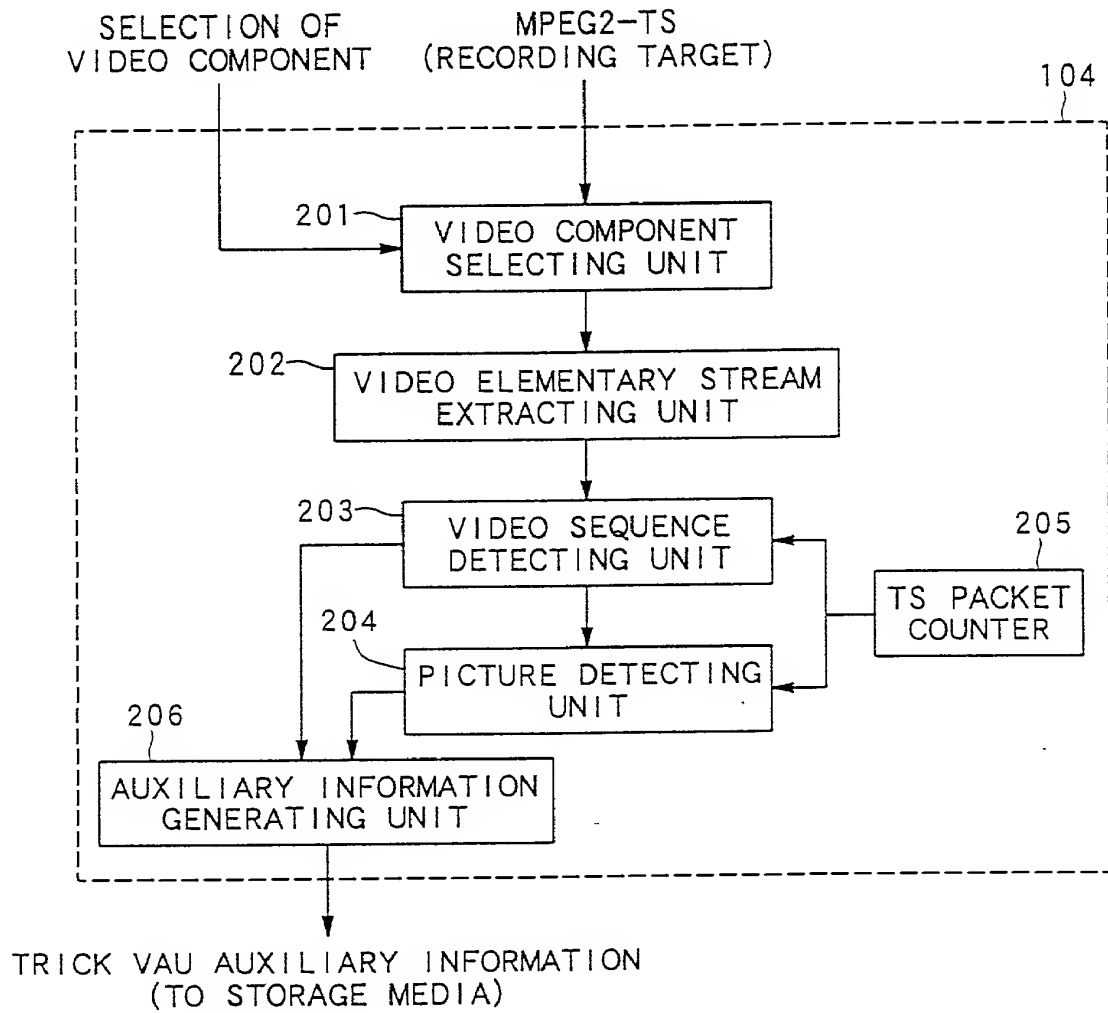 SELECTION OF
VIDEO COMPONENT
MPEG2-TS
(RECORDING TARGET)
104
201
VIDEO COMPONENT
SELECTING UNIT
202
VIDEO ELEMENTARY STREAM
EXTRACTING UNIT
203
VIDEO SEQUENCE
DETECTING UNIT
205
TS PACKET
COUNTER
204
PICTURE DETECTING
UNIT
206
AUXILIARY INFORMATION
GENERATING UNIT
TRICK VAU AUXILIARY INFORMATION
(TO STORAGE MEDIA)